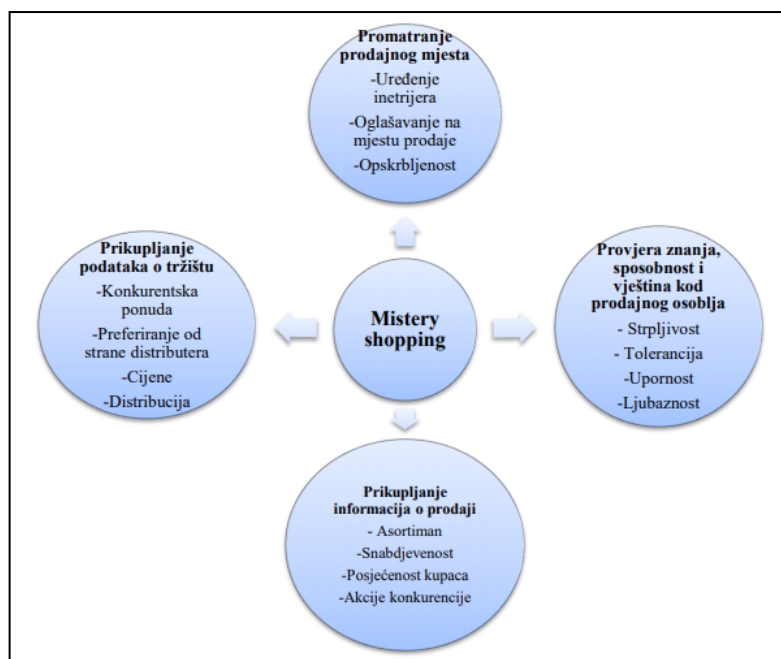 Promatranje
prodajnog mjesta
-Uređenje
inetrijera
-Oglašavanje na
mjestu prodaje
-Opskrbljenost
Prikupljanje
podataka o tržištu
-Konkurentska
ponuda
-Preferiranje od
strane distributera
-Cijene
-Distribucija
Mistery
shopping
Provjera znanja,
sposobnost i
vještina kod
prodajnog osoblja
- Strpljivost
- Tolerancija
-Upornost
-Ljubaznost
Prikupljanje
informacija o prodaji
- Asortiman
-Snabdjevenost
-Posjećenost kupaca
-Akcije konkurencije